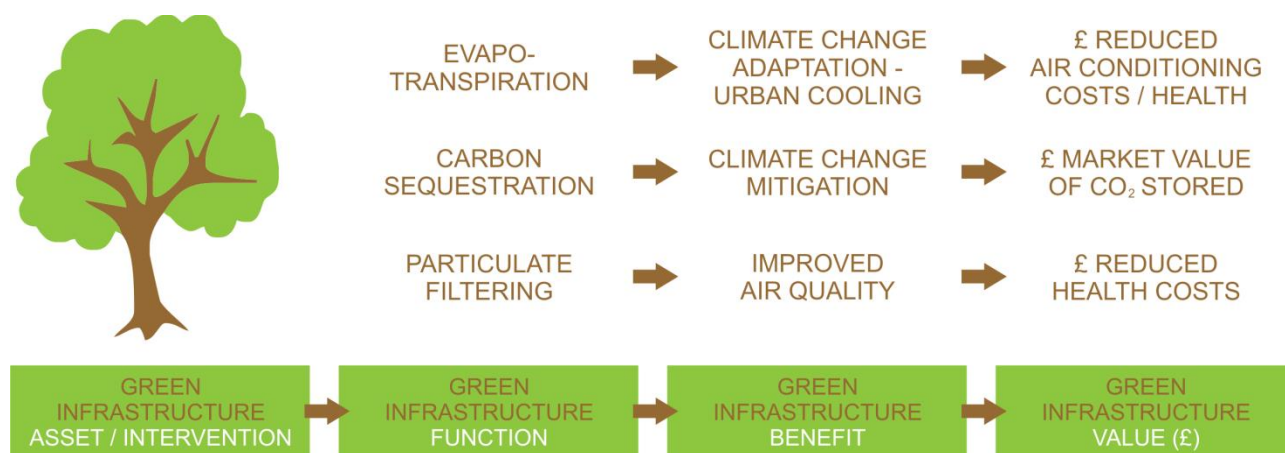 EVAPO-
TRANSPIRATION
CLIMATE CHANGE
ADAPTATION -
URBAN COOLING
£ REDUCED
AIR CONDITIONING
COSTS / HEALTH
CARBON
SEQUESTRATION
CLIMATE CHANGE
MITIGATION
£ MARKET VALUE
OF CO₂ STORED
PARTICULATE
FILTERING
IMPROVED
AIR QUALITY
£ REDUCED
HEALTH COSTS
GREEN
INFRASTRUCTURE
ASSET / INTERVENTION
GREEN
INFRASTRUCTURE
FUNCTION
GREEN
INFRASTRUCTURE
BENEFIT
GREEN
INFRASTRUCTURE
VALUE (£)